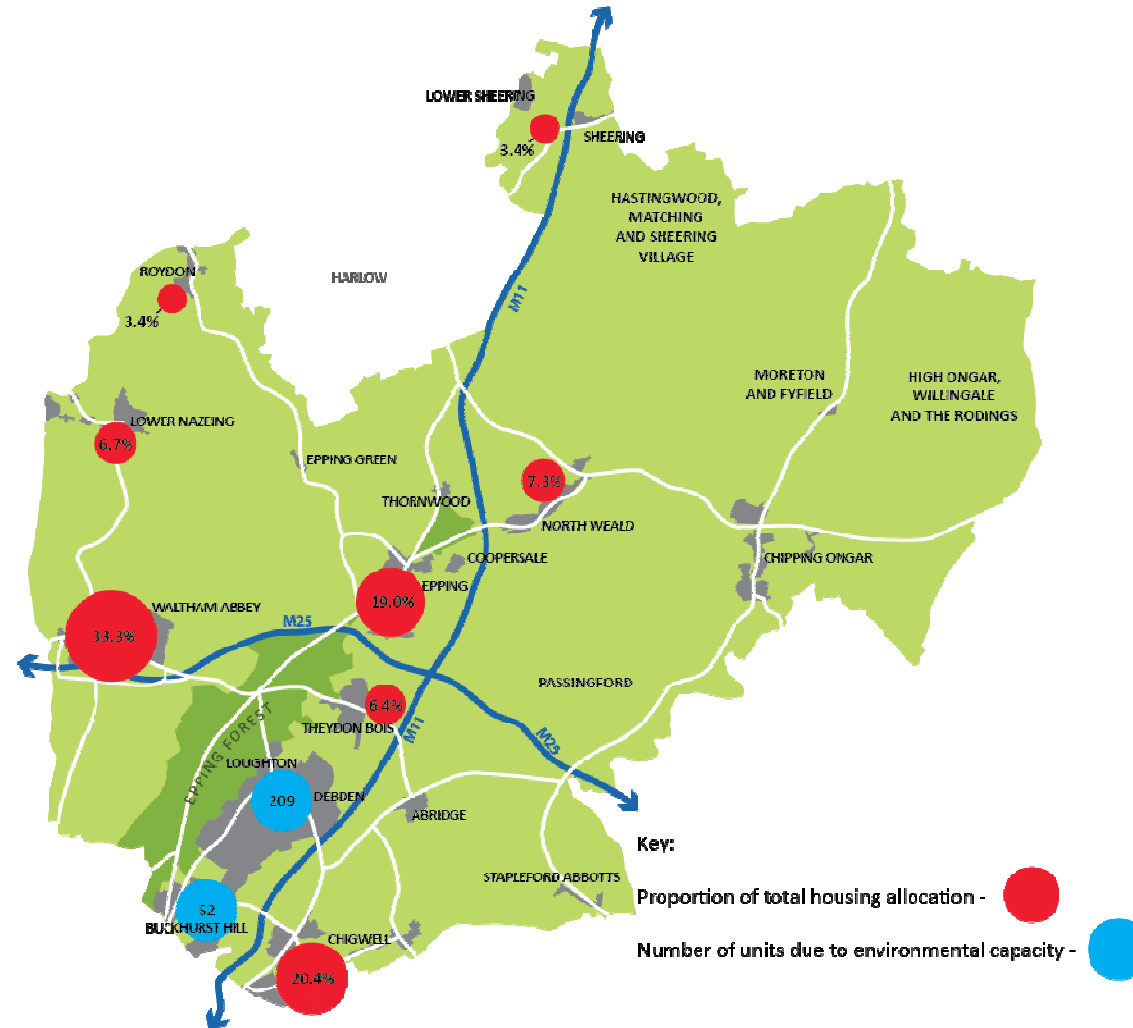 LOWER SHEERING
SHEERING
3.4%
HASTINGWOOD,
MATCHING
AND SHEERING
VILLAGE
ROYDON
HARLOW
M11
3.4%
MORETON
AND FYFIELD
HIGH ONGAR,
WILLINGALE
AND THE RODINGS
LOWER NAZEING
6.7%
EPPING GREEN
7.3%
THORNWOOD
NORTH WEALD
COOPERSALE
CHIPPING ONGAR
EPPING
19.0%
WALTHAM ABBEY
33.3%
M25
PASSINGFORD
6.4%
THEYDON BOIS
M11
M25
EPPING FOREST
LOUGHTON
209
DEBDEN
ABRIDGE
Key:
STAPLEFORD ABBOTTS
Proportion of total housing allocation -
52
BUCKHURST HILL
CHIGWELL
Number of units due to environmental capacity -
20.4%